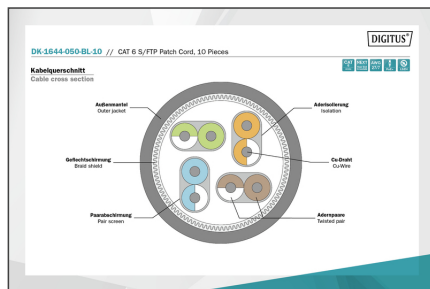 DIGITUS®
DK-1644-050-BL-10 // CAT 6 S/FTP Patch Cord, 10 Pieces
Kabelquerschnitt
Cable cross section
Außenmantel
Outer jacket
Aderisolierung
Isolation
Geflechtschirmung
Braid shield
Cu-Draht
Cu-Wire
Paarabschirmung
Pair screen
Adernpaare
Twisted pair